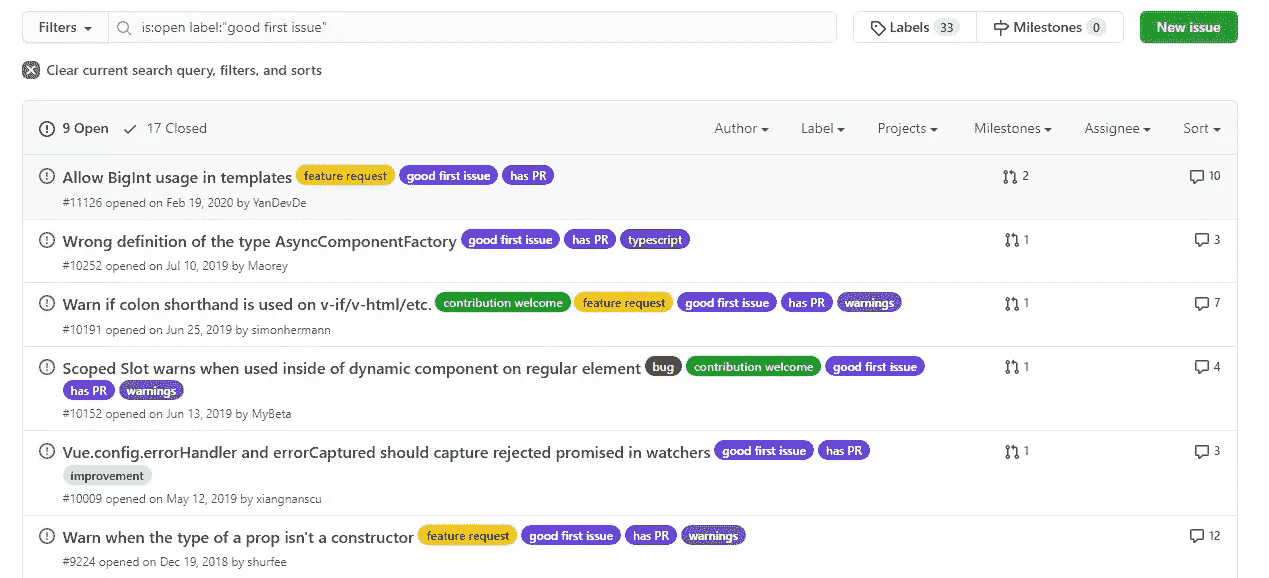 Filters is:open label:"good first issue" Labels 33 Milestones 0 New issue
Clear current search query, filters, and sorts
9 Open 17 Closed Author Label Projects Milestones Assignee Sort
Allow BigInt usage in templates feature request good first issue has PR 2 10
#11126 opened on Feb 19, 2020 by YanDevDe
Wrong definition of the type AsyncComponentFactory good first issue has PR typescript 1 3
#10252 opened on Jul 10, 2019 by Maorey
Warn if colon shorthand is used on v-if/v-html/etc. contribution welcome feature request good first issue has PR warnings 1 7
#10191 opened on Jun 25, 2019 by simonhermann
Scoped Slot warns when used inside of dynamic component on regular element bug contribution welcome good first issue 1 4
has PR warnings
#10152 opened on Jun 13, 2019 by MyBeta
Vue.config.errorHandler and errorCaptured should capture rejected promised in watchers good first issue has PR 1 3
improvement
#10009 opened on May 12, 2019 by xiangnanscu
Warn when the type of a prop isn't a constructor feature request good first issue has PR warnings 12
#9224 opened on Dec 19, 2018 by shurfee